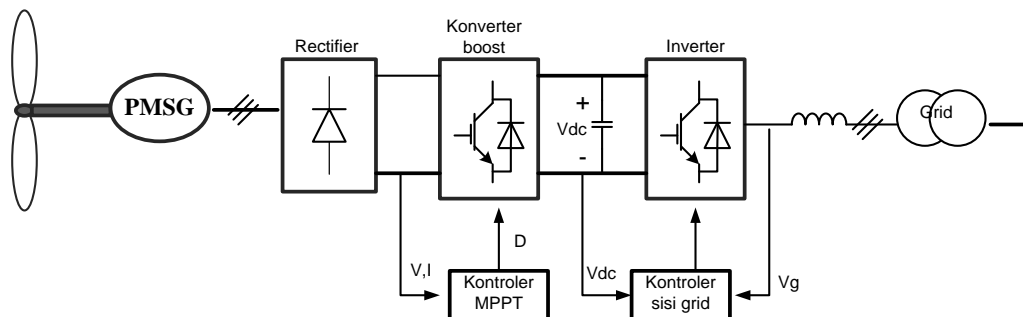 Rectifier
Konverter
boost
Inverter
PMSG
+
Vdc
-
Grid
D
V,I
Vdc
Vg
Kontroler
MPPT
Kontroler
sisi grid